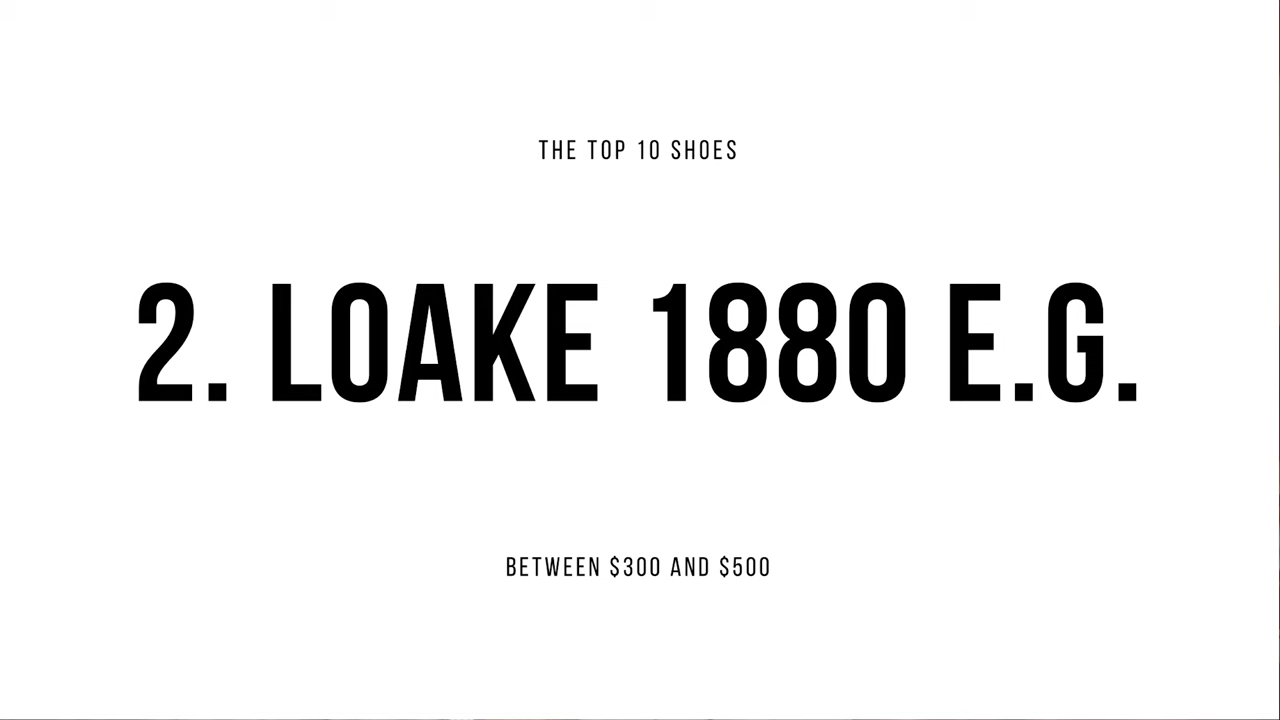 THE TOP 10 SHOES
2. LOAKE 1880 E.G.
BETWEEN $300 AND $500